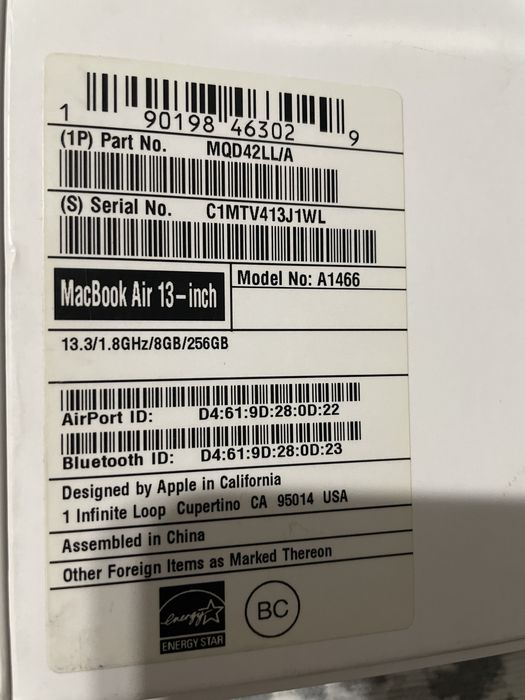 1 90198 46302 9
(1P) Part No. MQD42LL/A
(S) Serial No. C1MTV413J1WL
MacBook Air 13-inch
Model No: A1466
13.3/1.8GHz/8GB/256GB
AirPort ID: D4:61:9D:28:0D:22
Bluetooth ID: D4:61:9D:28:0D:23
Designed by Apple in California
1 Infinite Loop Cupertino CA 95014 USA
Assembled in China
Other Foreign Items as Marked Thereon
energy
ENERGY STAR
BC